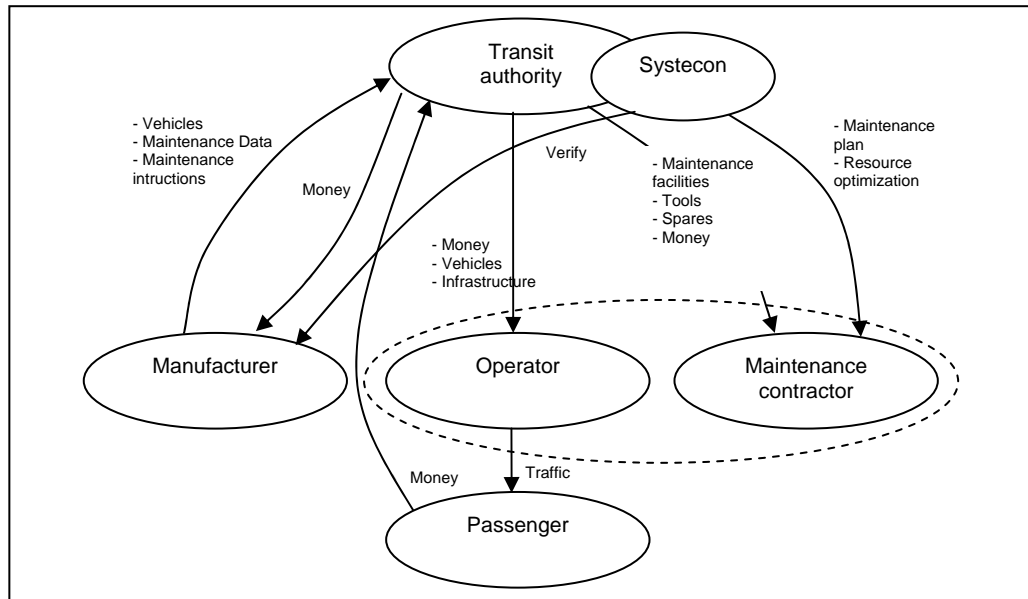 Transit
authority
Systecon
- Vehicles
- Maintenance Data
- Maintenance
intructions
Money
Verify
- Maintenance
facilities
- Tools
- Spares
- Money
- Maintenance
plan
- Resource
optimization
- Money
- Vehicles
- Infrastructure
Manufacturer
Operator
Maintenance
contractor
Money
Traffic
Passenger